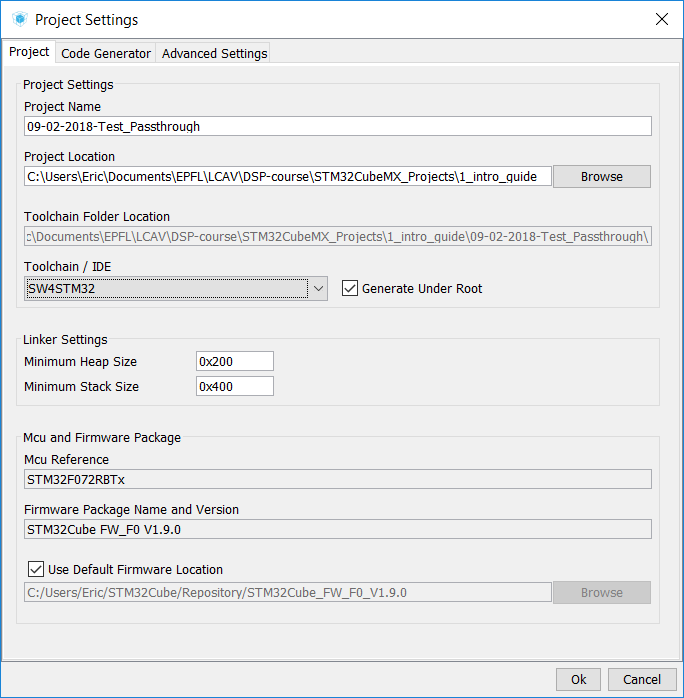 Project Settings
Project Code Generator Advanced Settings
Project Settings
Project Name
09-02-2018-Test_Passthrough
Project Location
C:\Users\Eric\Documents\EPFL\LCAV\DSP-course\STM32CubeMX_Projects\1_intro_guide Browse
Toolchain Folder Location
:\Documents\EPFL\LCAV\DSP-course\STM32CubeMX_Projects\1_intro_guide\09-02-2018-Test_Passthrough\
Toolchain / IDE
SW4STM32 Generate Under Root
Linker Settings
Minimum Heap Size 0x200
Minimum Stack Size 0x400
Mcu and Firmware Package
Mcu Reference
STM32F072RBTx
Firmware Package Name and Version
STM32Cube FW_F0 V1.9.0
Use Default Firmware Location
C:/Users/Eric/STM32Cube/Repository/STM32Cube_FW_F0_V1.9.0 Browse
Ok Cancel